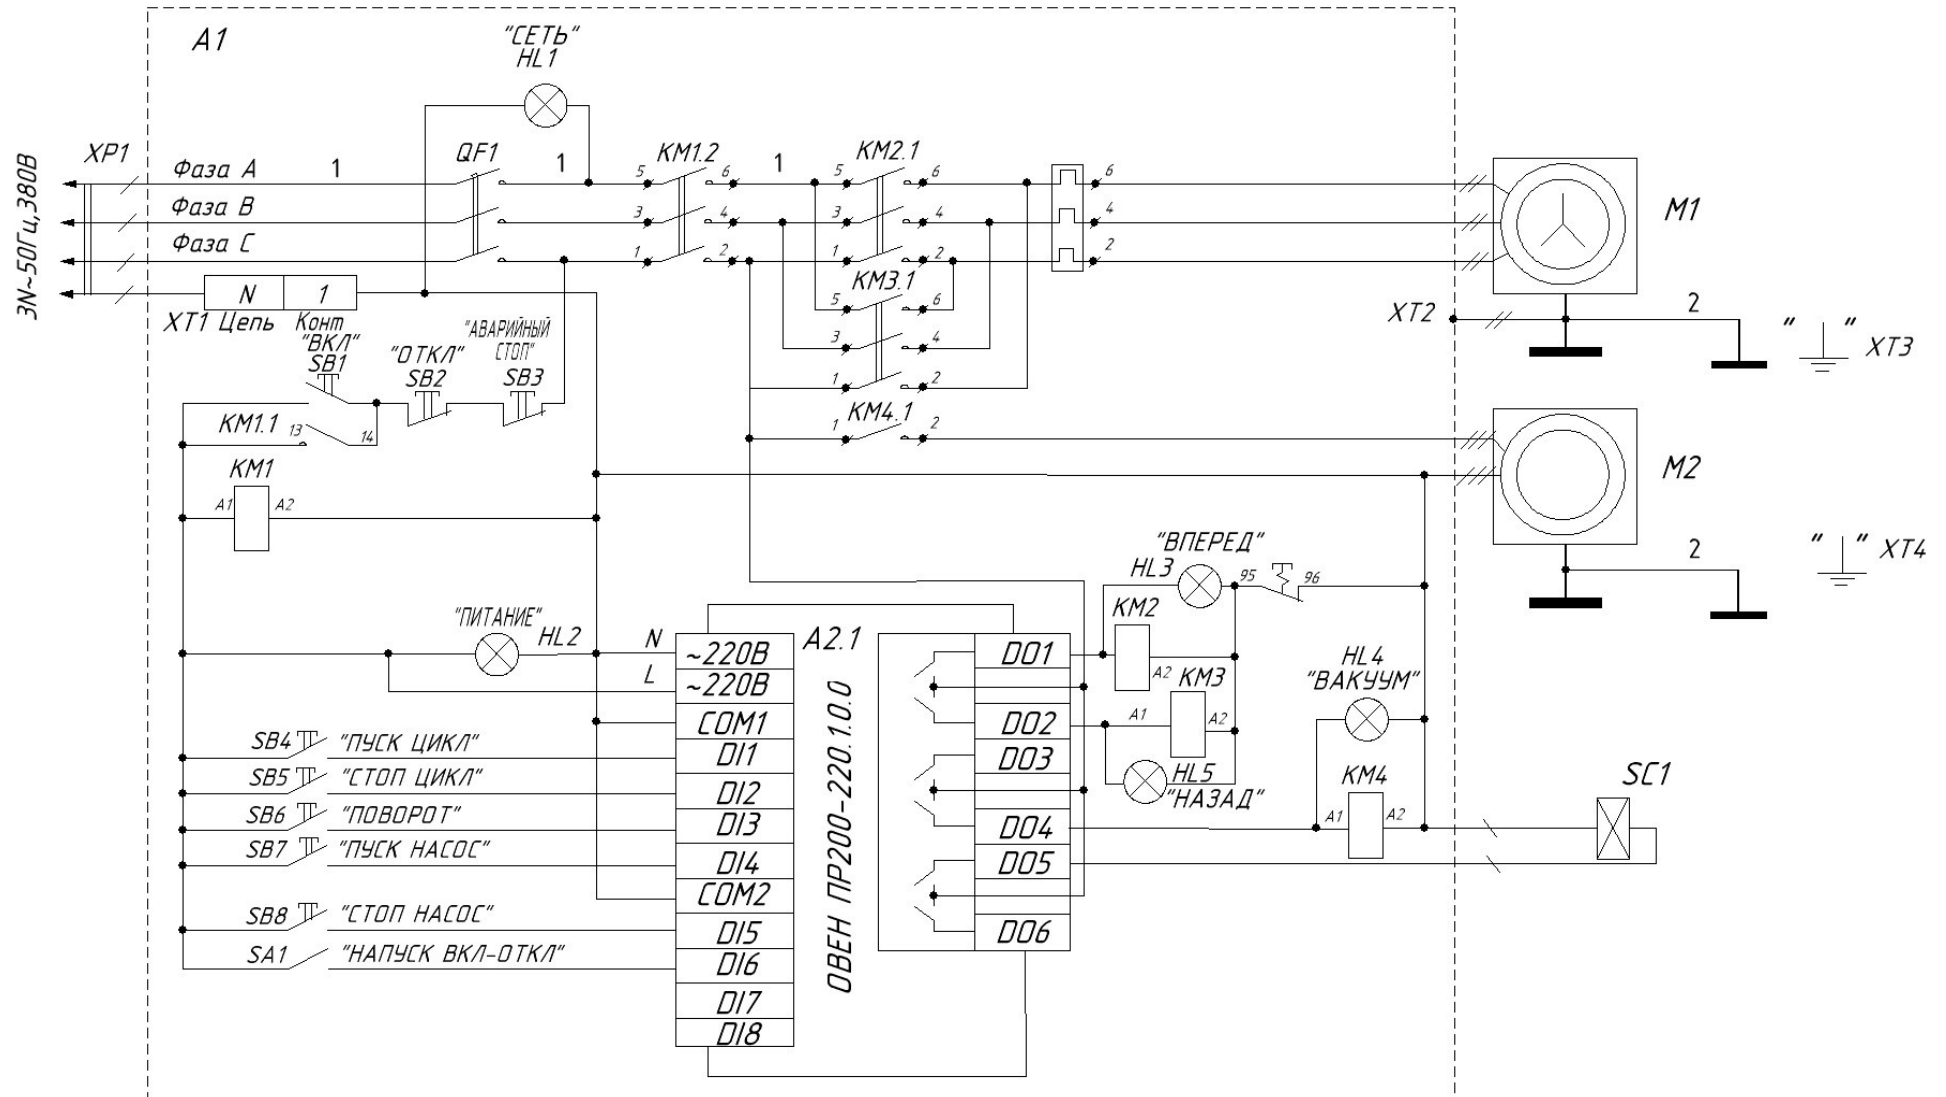 A1
"СЕТЬ"
HL1
3N~50Гц,380В
XP1
Фаза А 1
QF1
1
KM1.2
1
KM2.1
5 6 5 6 6
Фаза В
3 4 3 4 4
Фаза С
1 2 1 2 2
M1
N 1
XT1 Цепь Конт
KM3.1
5 6
3 4
1 2
XT2
2
" " XT3
"ВКЛ"
SB1
"ОТКЛ"
SB2
"АВАРИЙНЫЙ
СТОП"
SB3
KM1.1 13 14
KM4.1
1 2
KM1
A1 A2
M2
2
" " XT4
"ВПЕРЕД"
HL3
95 96
KM2
A2
"ПИТАНИЕ"
HL2
N
L
A2.1
ОВЕН ПР200-220.1.0.0
~220В
~220В
COM1
DI1
DI2
DI3
DI4
COM2
DI5
DI6
DI7
DI8
DO1
DO2
DO3
DO4
DO5
DO6
KM3
A1 A2
HL5
"НАЗАД"
HL4
"ВАКУУМ"
KM4
A1 A2
SC1
SB4 "ПУСК ЦИКЛ"
SB5 "СТОП ЦИКЛ"
SB6 "ПОВОРОТ"
SB7 "ПУСК НАСОС"
SB8 "СТОП НАСОС"
SA1 "НАПУСК ВКЛ-ОТКЛ"